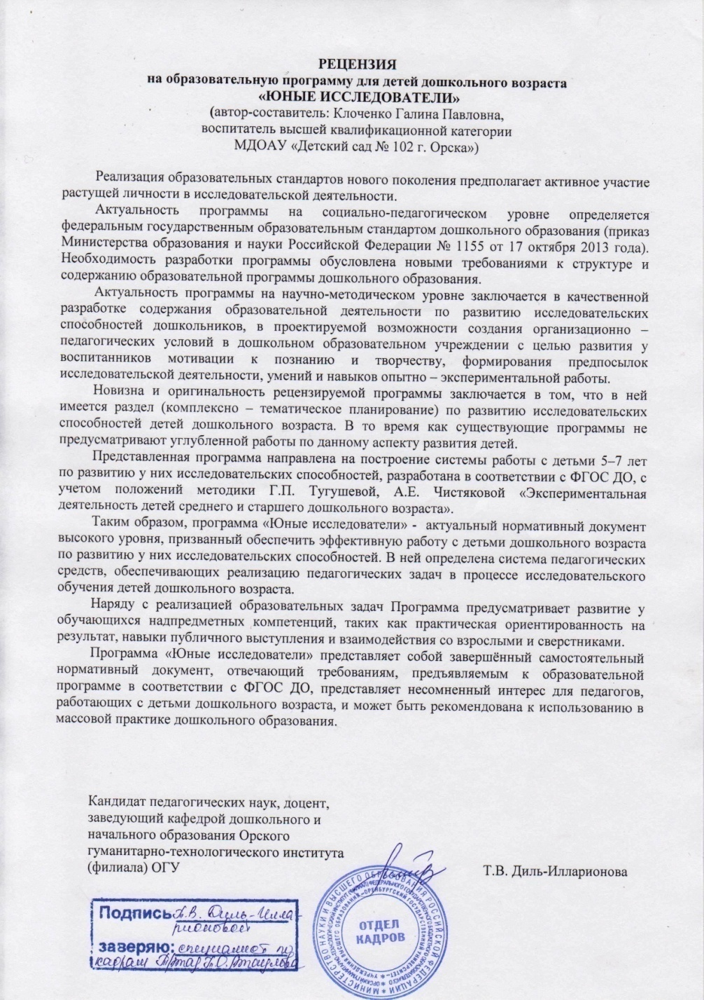 РЕЦЕНЗИЯ
на образовательную программу для детей дошкольного возраста
«ЮНЫЕ ИССЛЕДОВАТЕЛИ»
(автор-составитель: Клоченко Галина Павловна,
воспитатель высшей квалификационной категории
МДОАУ «Детский сад № 102 г. Орска»)
Реализация образовательных стандартов нового поколения предполагает активное участие
растущей личности в исследовательской деятельности.
Актуальность программы на социально-педагогическом уровне определяется
федеральным государственным образовательным стандартом дошкольного образования (приказ
Министерства образования и науки Российской Федерации № 1155 от 17 октября 2013 года).
Необходимость разработки программы обусловлена новыми требованиями к структуре и
содержанию образовательной программы дошкольного образования.
Актуальность программы на научно-методическом уровне заключается в качественной
разработке содержания образовательной деятельности по развитию исследовательских
способностей дошкольников, в проектируемой возможности создания организационно –
педагогических условий в дошкольном образовательном учреждении с целью развития у
воспитанников мотивации к познанию и творчеству, формирования предпосылок
исследовательской деятельности, умений и навыков опытно – экспериментальной работы.
Новизна и оригинальность рецензируемой программы заключается в том, что в ней
имеется раздел (комплексно – тематическое планирование) по развитию исследовательских
способностей детей дошкольного возраста. В то время как существующие программы не
предусматривают углубленной работы по данному аспекту развития детей.
Представленная программа направлена на построение системы работы с детьми 5–7 лет
по развитию у них исследовательских способностей, разработана в соответствии с ФГОС ДО, с
учетом положений методики Г.П. Тугушевой, А.Е. Чистяковой «Экспериментальная
деятельность детей среднего и старшего дошкольного возраста».
Таким образом, программа «Юные исследователи» - актуальный нормативный документ
высокого уровня, призванный обеспечить эффективную работу с детьми дошкольного возраста
по развитию у них исследовательских способностей. В ней определена система педагогических
средств, обеспечивающих реализацию педагогических задач в процессе исследовательского
обучения детей дошкольного возраста.
Наряду с реализацией образовательных задач Программа предусматривает развитие у
обучающихся надпредметных компетенций, таких как практическая ориентированность на
результат, навыки публичного выступления и взаимодействия со взрослыми и сверстниками.
Программа «Юные исследователи» представляет собой завершённый самостоятельный
нормативный документ, отвечающий требованиям, предъявляемым к образовательной
программе в соответствии с ФГОС ДО, представляет несомненный интерес для педагогов,
работающих с детьми дошкольного возраста, и может быть рекомендована к использованию в
массовой практике дошкольного образования.
Кандидат педагогических наук, доцент,
заведующий кафедрой дошкольного и
начального образования Орского
гуманитарно-технологического института
(филиала) ОГУ
Т.В. Диль-Илларионова
Подпись Т.В. Диль-Илла-
рионовой
заверяю: специалист по
кадрам
ОТДЕЛ
КАДРОВ
МИНИСТЕРСТВО НАУКИ И ВЫСШЕГО ОБРАЗОВАНИЯ РОССИЙСКОЙ ФЕДЕРАЦИИ